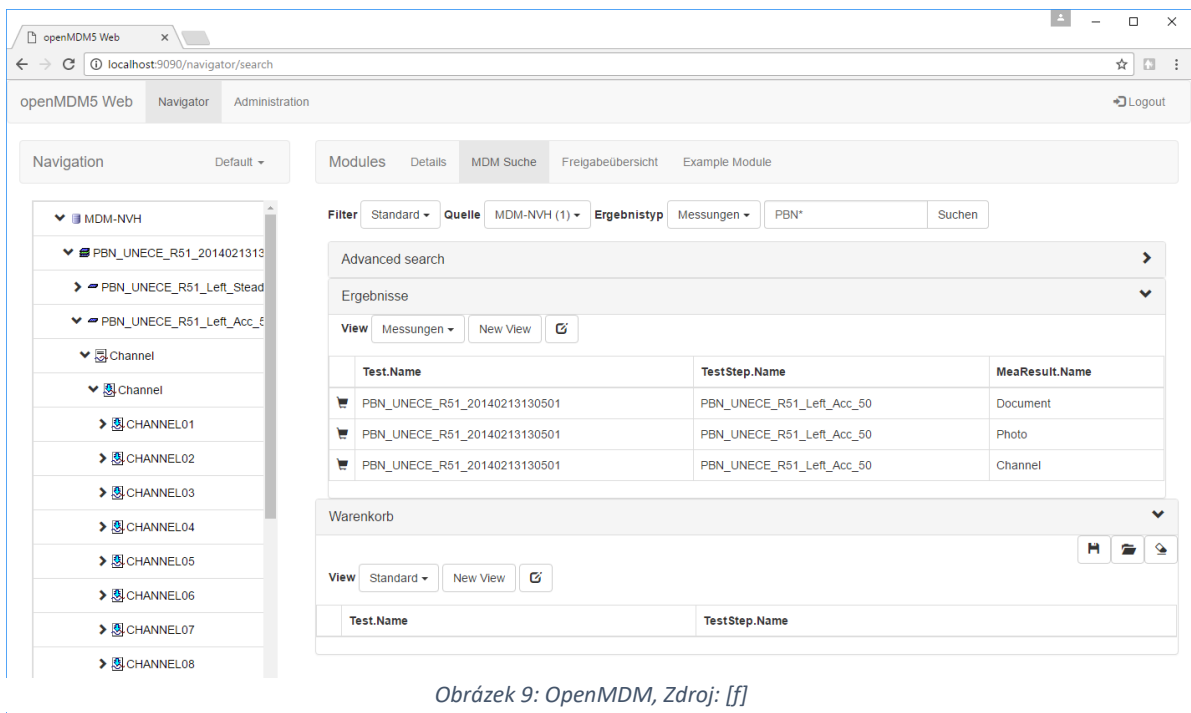 openMDM5 Web
localhost:9090/navigator/search
openMDM5 Web Navigator Administration Logout
Navigation Default
MDM-NVH
PBN_UNECE_R51_2014021313
PBN_UNECE_R51_Left_Stead
PBN_UNECE_R51_Left_Acc_5
Channel
Channel
CHANNEL01
CHANNEL02
CHANNEL03
CHANNEL04
CHANNEL05
CHANNEL06
CHANNEL07
CHANNEL08
Modules Details MDM Suche Freigabeübersicht Example Module
Filter Standard Quelle MDM-NVH (1) Ergebnistyp Messungen PBN* Suchen
Advanced search
Ergebnisse
View Messungen New View
Test.Name TestStep.Name MeaResult.Name
PBN_UNECE_R51_20140213130501 PBN_UNECE_R51_Left_Acc_50 Document
PBN_UNECE_R51_20140213130501 PBN_UNECE_R51_Left_Acc_50 Photo
PBN_UNECE_R51_20140213130501 PBN_UNECE_R51_Left_Acc_50 Channel
Warenkorb
View Standard New View
Test.Name TestStep.Name
Obrázek 9: OpenMDM, Zdroj: [f]